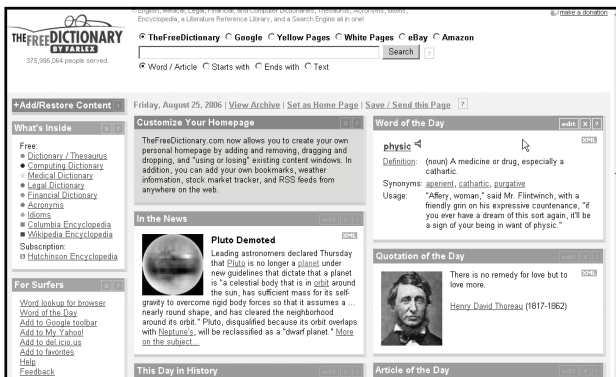 English, Medical, Legal, Financial, and Computer Dictionaries, Thesaurus, Acronyms, Idioms,
Encyclopedia, a Literature Reference Library, and a Search Engine all in one!
make a donation
THEFREEDICTIONARY
BY FARLEX
375,996,064 people served.
TheFreeDictionary Google Yellow Pages White Pages eBay Amazon
Search ?
Word / Article Starts with Ends with Text
+Add/Restore Content ?
Friday, August 25, 2006 | View Archive | Set as Home Page | Save / Send this Page ?
What's Inside x ?
Free:
Dictionary / Thesaurus
Computing Dictionary
Medical Dictionary
Legal Dictionary
Financial Dictionary
Acronyms
Idioms
Columbia Encyclopedia
Wikipedia Encyclopedia
Subscription:
Hutchinson Encyclopedia
For Surfers x ?
Word lookup for browser
Word of the Day
Add to Google toolbar
Add to My Yahoo!
Add to del.icio.us
Add to favorites
Help
Feedback
Customize Your Homepage x ?
TheFreeDictionary.com now allows you to create your own
personal homepage by adding and removing, dragging and
dropping, and "using or losing" existing content windows. In
addition, you can add your own bookmarks, weather
information, stock market tracker, and RSS feeds from
anywhere on the web.
In the News edit x ?
XML
Pluto Demoted
Leading astronomers declared Thursday
that Pluto is no longer a planet under
new guidelines that dictate that a planet
is "a celestial body that is in orbit around
the sun, has sufficient mass for its self-
gravity to overcome rigid body forces so that it assumes a ...
nearly round shape, and has cleared the neighborhood
around its orbit." Pluto, disqualified because its orbit overlaps
with Neptune's, will be reclassified as a "dwarf planet." More
on the subject...
This Day in History edit x ?
Word of the Day edit x ?
physic XML
Definition: (noun) A medicine or drug, especially a
cathartic.
Synonyms: aperient, cathartic, purgative
Usage: "Affery, woman," said Mr. Flintwinch, with a
friendly grin on his expressive countenance, "if
you ever have a dream of this sort again, it'll be
a sign of your being in want of physic."
Quotation of the Day edit x ?
There is no remedy for love but to XML
love more.
Henry David Thoreau (1817-1862)
Article of the Day edit x ?